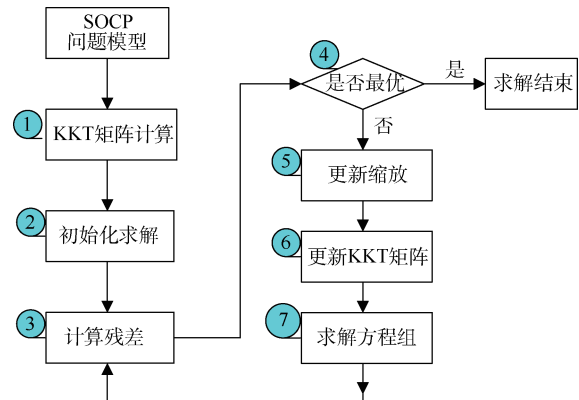 SOCP
问题模型
1
KKT矩阵计算
2
初始化求解
3
计算残差
4
是否最优
是
求解结束
否
5
更新缩放
6
更新KKT矩阵
7
求解方程组